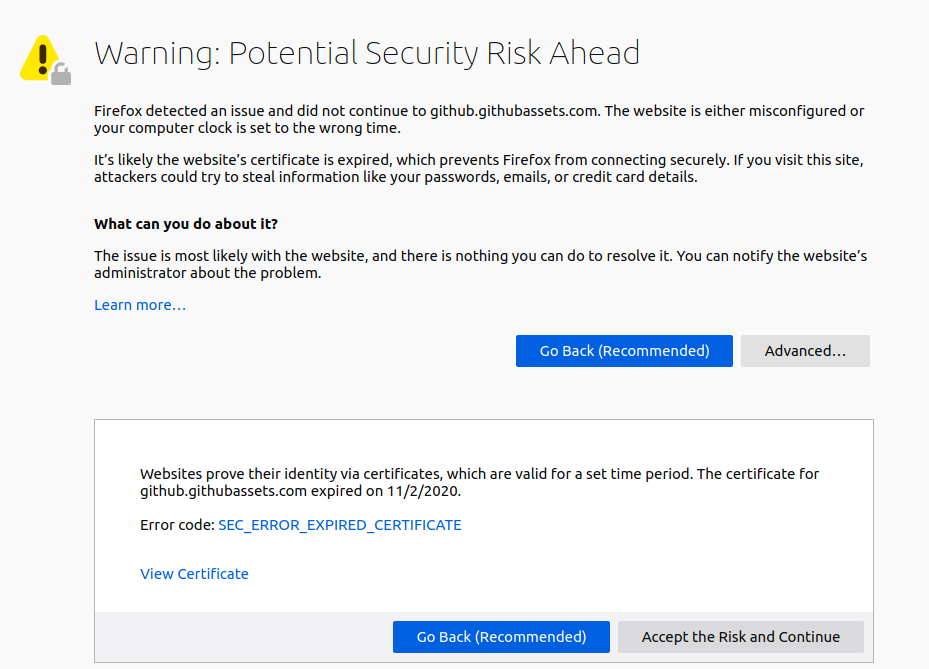 Warning: Potential Security Risk Ahead
Firefox detected an issue and did not continue to github.githubassets.com. The website is either misconfigured or
your computer clock is set to the wrong time.
It’s likely the website’s certificate is expired, which prevents Firefox from connecting securely. If you visit this site,
attackers could try to steal information like your passwords, emails, or credit card details.
What can you do about it?
The issue is most likely with the website, and there is nothing you can do to resolve it. You can notify the website’s
administrator about the problem.
Learn more…
Go Back (Recommended)
Advanced…
Websites prove their identity via certificates, which are valid for a set time period. The certificate for
github.githubassets.com expired on 11/2/2020.
Error code: SEC_ERROR_EXPIRED_CERTIFICATE
View Certificate
Go Back (Recommended)
Accept the Risk and Continue